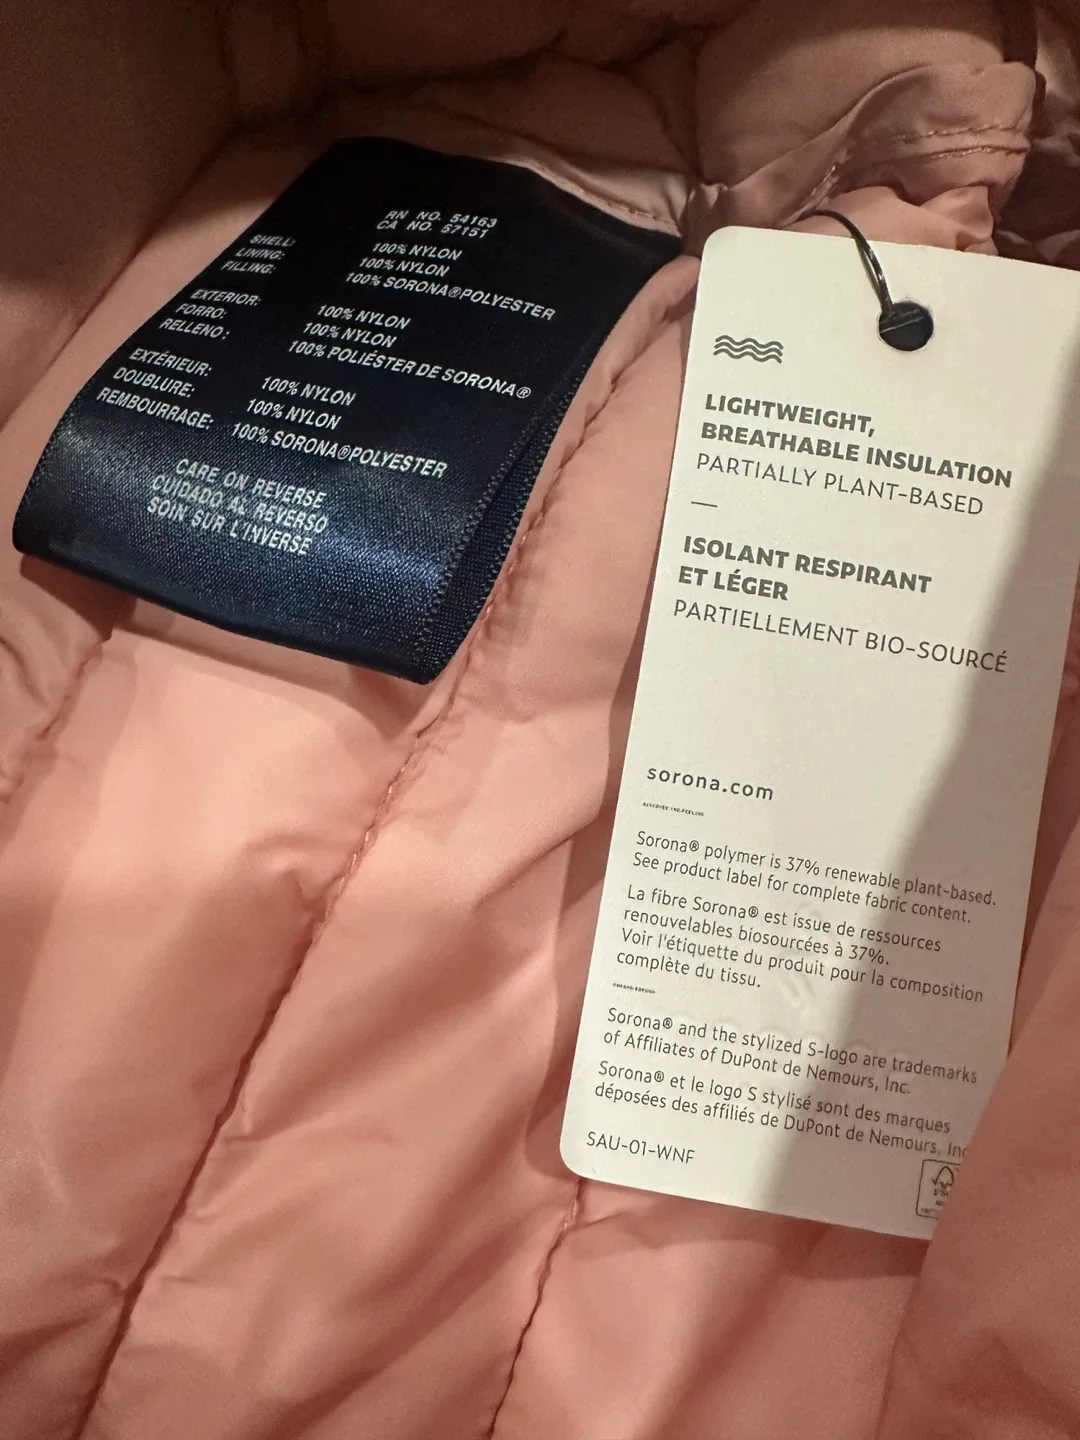 RN NO. 54163
CA NO. 57151
SHELL: 100% NYLON
LINING: 100% NYLON
FILLING: 100% SORONA®POLYESTER
EXTERIOR: 100% NYLON
FORRO: 100% NYLON
RELLENO: 100% POLIÉSTER DE SORONA®
EXTÉRIEUR: 100% NYLON
DOUBLURE: 100% NYLON
REMBOURRAGE: 100% SORONA®POLYESTER
CARE ON REVERSE
CUIDADO AL REVERSO
SOIN SUR L'INVERSE
LIGHTWEIGHT,
BREATHABLE INSULATION
PARTIALLY PLANT-BASED
ISOLANT RESPIRANT
ET LÉGER
PARTIELLEMENT BIO-SOURCÉ
sorona.com
Sorona® polymer is 37% renewable plant-based.
See product label for complete fabric content.
La fibre Sorona® est issue de ressources
renouvelables biosourcées à 37%.
Voir l'étiquette du produit pour la composition
complète du tissu.
Sorona® and the stylized S-logo are trademarks
of Affiliates of DuPont de Nemours, Inc.
Sorona® et le logo S stylisé sont des marques
déposées des affiliés de DuPont de Nemours, Inc
SAU-01-WNF